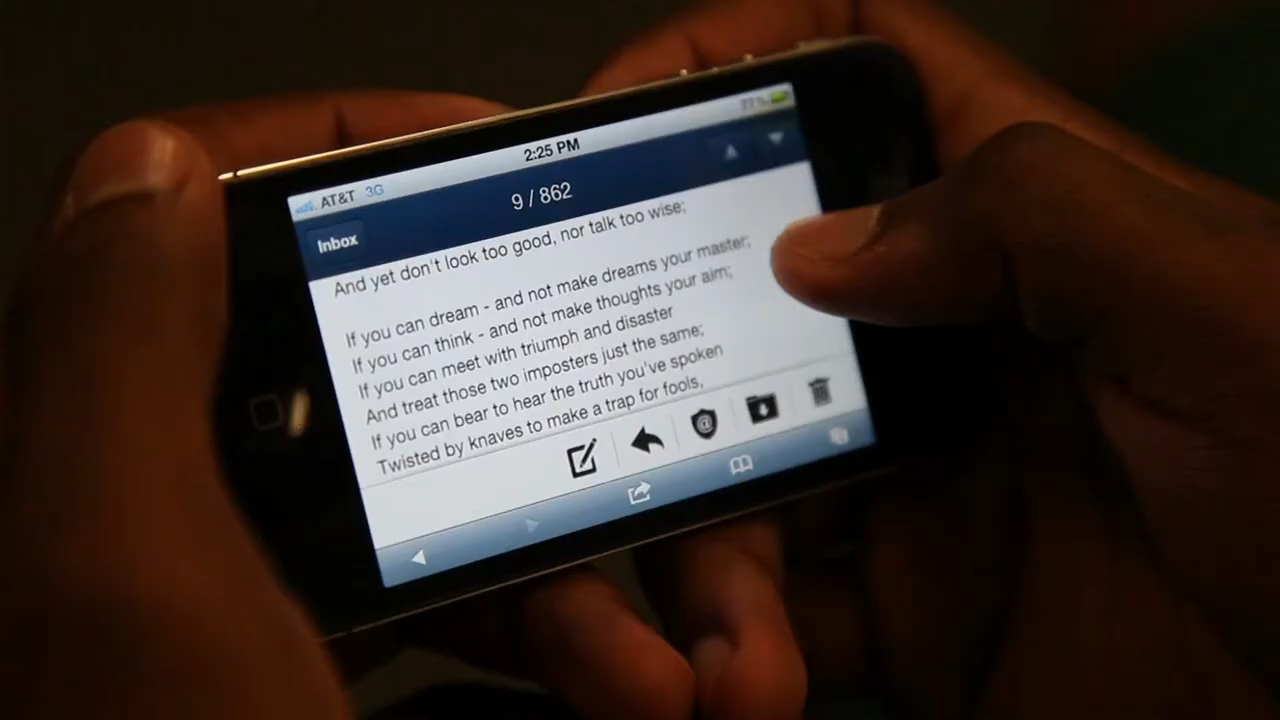 AT&T 3G 2:25 PM 77%
Inbox 9 / 862
And yet don't look too good, nor talk too wise;
If you can dream - and not make dreams your master;
If you can think - and not make thoughts your aim;
If you can meet with triumph and disaster
And treat those two imposters just the same;
If you can bear to hear the truth you've spoken
Twisted by knaves to make a trap for fools,
@